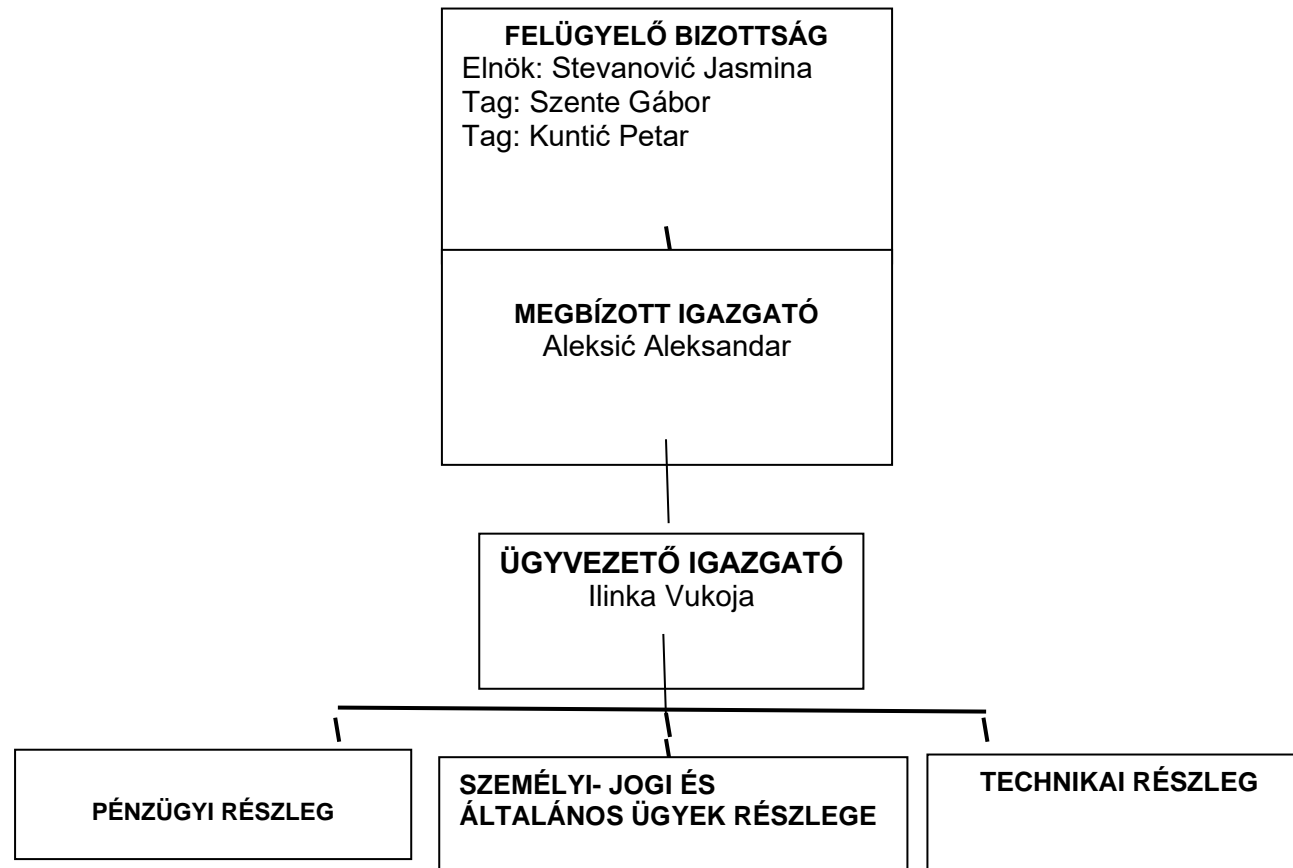 FELÜGYELŐ BIZOTTSÁG
Elnök: Stevanović Jasmina
Tag: Szente Gábor
Tag: Kuntić Petar
MEGBÍZOTT IGAZGATÓ
Aleksić Aleksandar
ÜGYVEZETŐ IGAZGATÓ
Ilinka Vukoja
PÉNZÜGYI RÉSZLEG
SZEMÉLYI- JOGI ÉS
ÁLTALÁNOS ÜGYEK RÉSZLEGE
TECHNIKAI RÉSZLEG